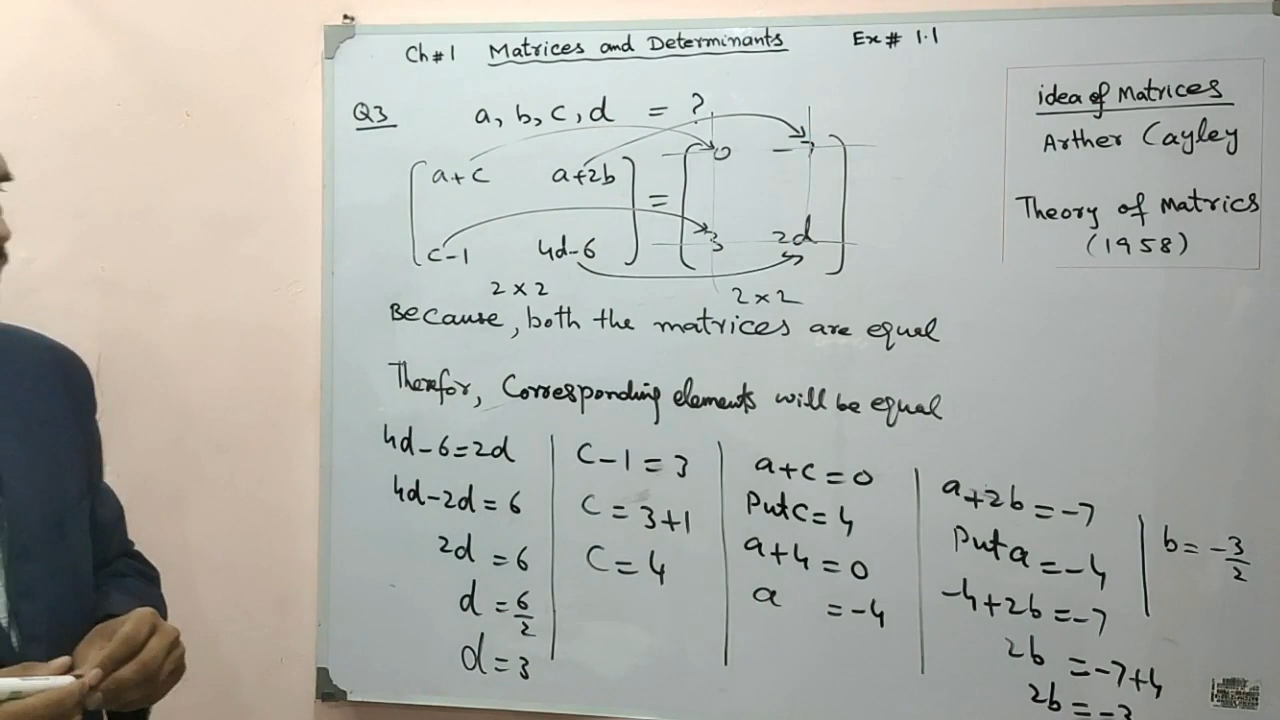 Ch#1 Matrices and Determinants Ex# 1.1
Q3 a, b, c, d = ?
a+c a+2b = 0 -7
c-1 4d-6 3 2d
2×2 2×2
Because, both the matrices are equal
Therefor, Corresponding elements will be equal
4d-6=2d
4d-2d=6
2d=6
d=6/2
d=3
C-1=3
C=3+1
C=4
a+c=0
Put C=4
a+4=0
a =-4
a+2b=-7
Put a=-4
-4+2b=-7
2b =-7+4
2b=-3
b=-3/2
idea of Matrices
Arther Cayley
Theory of Matrics
(1958)